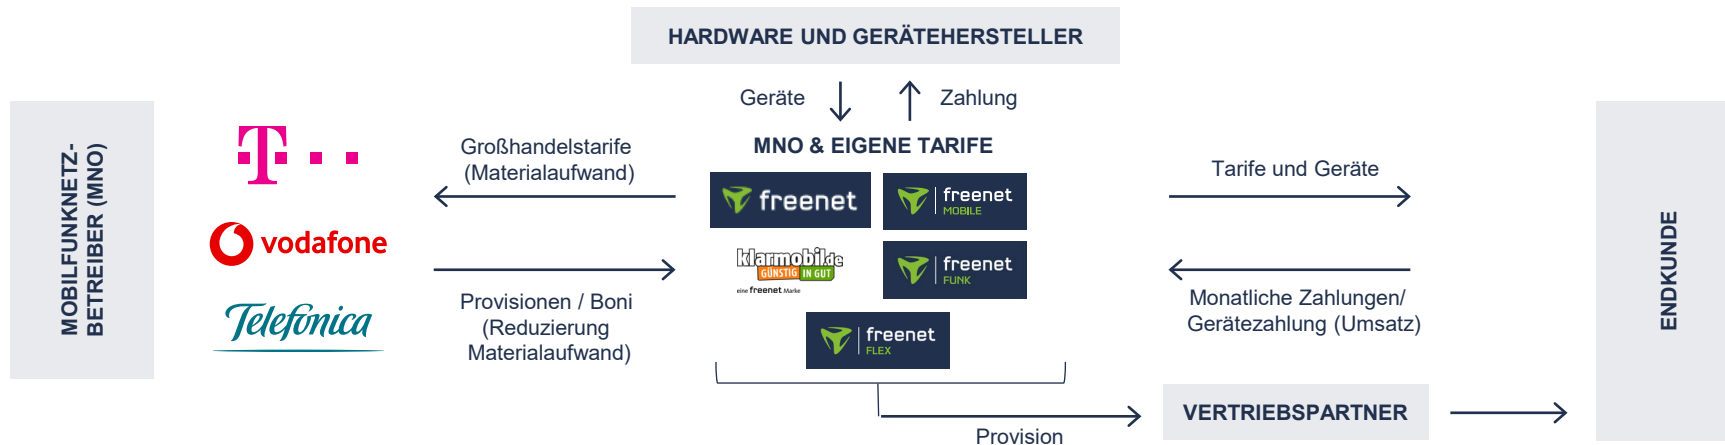 HARDWARE UND GERÄTEHERSTELLER
Geräte
Zahlung
MOBILFUNKNETZ-
BETREIBER (MNO)
T
vodafone
Telefónica
Großhandelstarife
(Materialaufwand)
Provisionen / Boni
(Reduzierung
Materialaufwand)
MNO & EIGENE TARIFE
freenet
freenet
MOBILE
klarmobil.de
GÜNSTIG IN GUT
eine freenet Marke
freenet
FUNK
freenet
FLEX
Tarife und Geräte
Monatliche Zahlungen/
Gerätezahlung (Umsatz)
ENDKUNDE
Provision
VERTRIEBSPARTNER